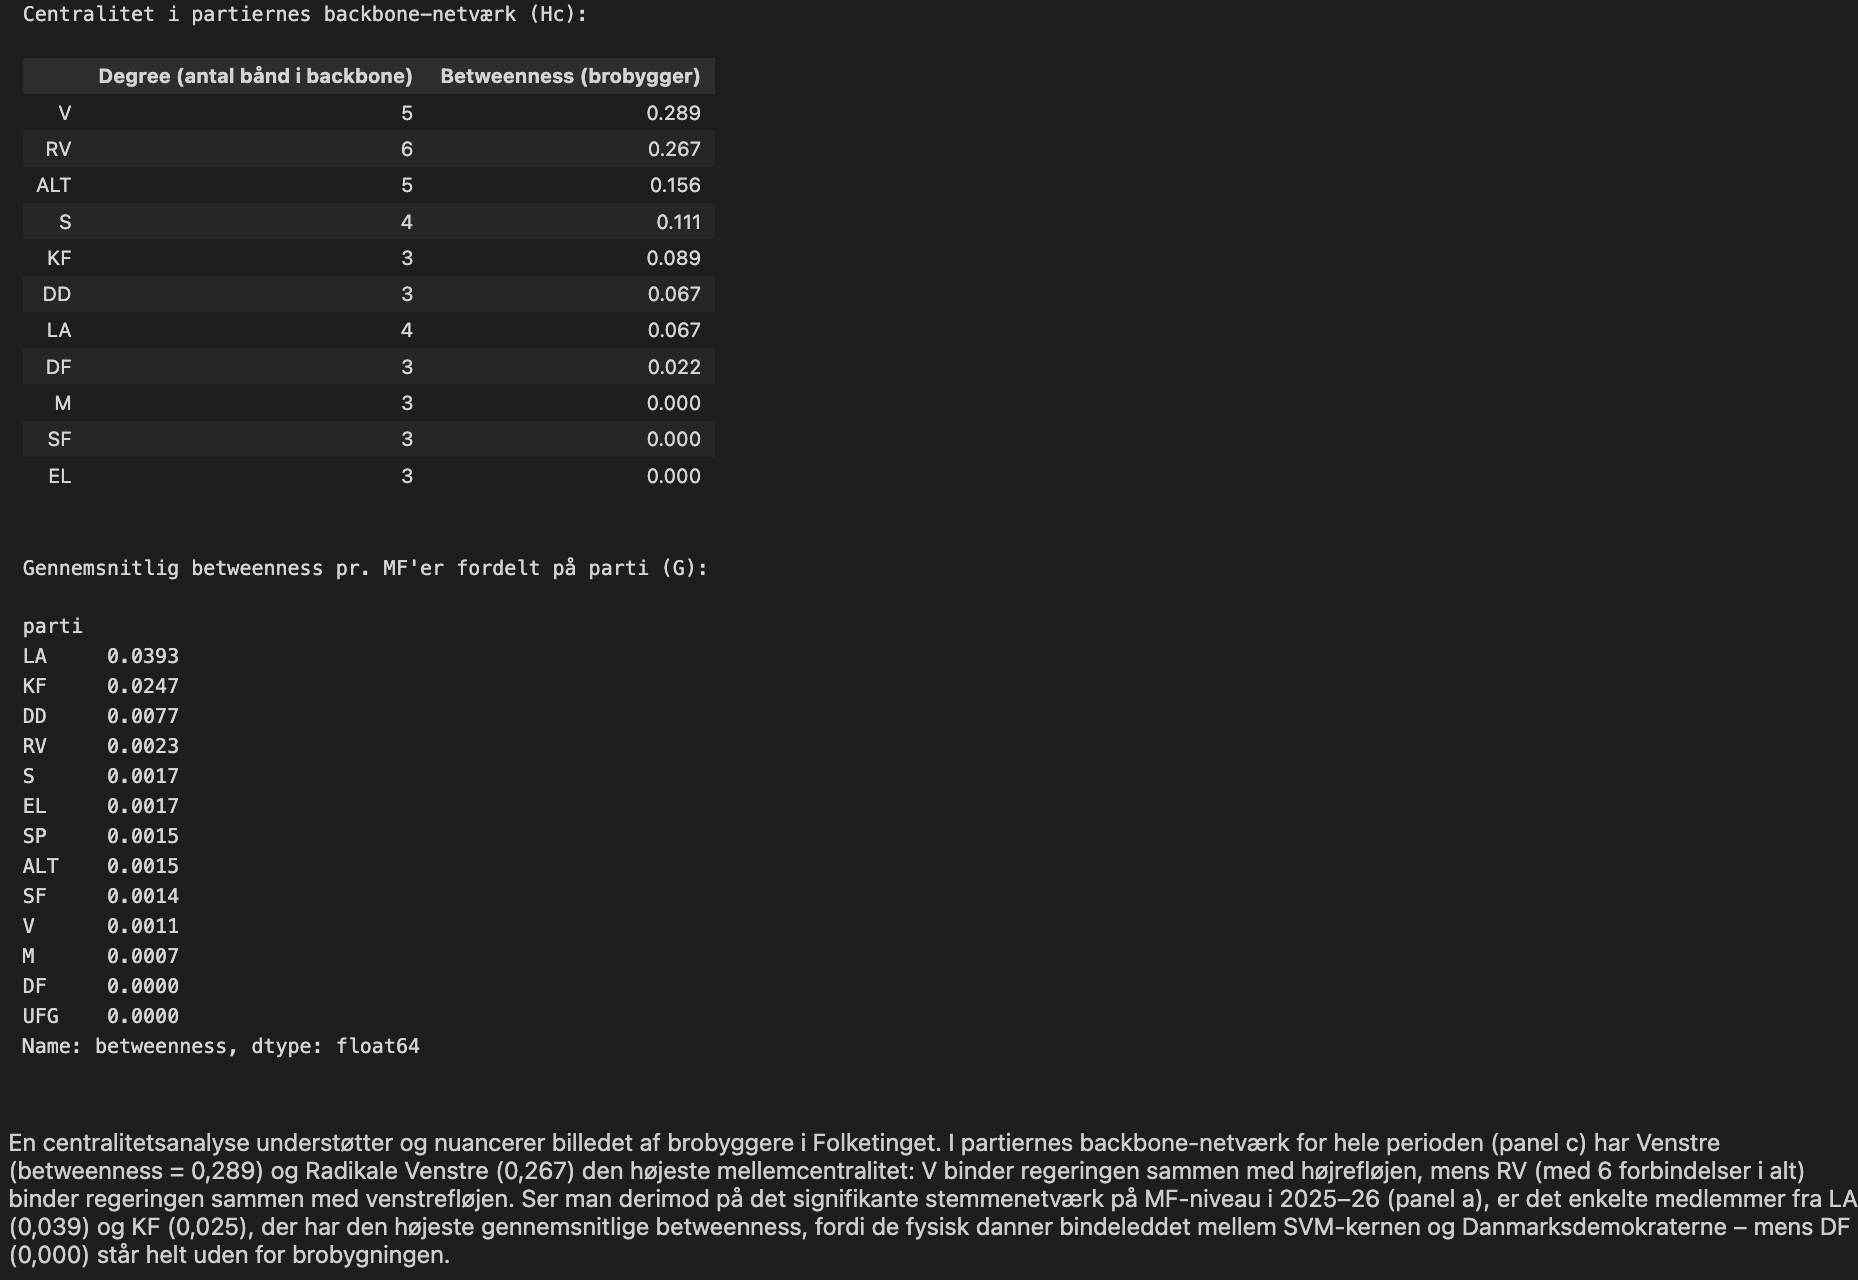 Centralitet i partiernes backbone-netværk (Hc):
Degree (antal bånd i backbone) Betweenness (brobygger)
V 5 0.289
RV 6 0.267
ALT 5 0.156
S 4 0.111
KF 3 0.089
DD 3 0.067
LA 4 0.067
DF 3 0.022
M 3 0.000
SF 3 0.000
EL 3 0.000
Gennemsnitlig betweenness pr. MF'er fordelt på parti (G):
parti
LA 0.0393
KF 0.0247
DD 0.0077
RV 0.0023
S 0.0017
EL 0.0017
SP 0.0015
ALT 0.0015
SF 0.0014
V 0.0011
M 0.0007
DF 0.0000
UFG 0.0000
Name: betweenness, dtype: float64
En centralitetsanalyse understøtter og nuancerer billedet af brobyggere i Folketinget. I partiernes backbone-netværk for hele perioden (panel c) har Venstre
(betweenness = 0,289) og Radikale Venstre (0,267) den højeste mellemcentralitet: V binder regeringen sammen med højrefløjen, mens RV (med 6 forbindelser i alt)
binder regeringen sammen med venstrefløjen. Ser man derimod på det signifikante stemmenetværk på MF-niveau i 2025–26 (panel a), er det enkelte medlemmer fra LA
(0,039) og KF (0,025), der har den højeste gennemsnitlige betweenness, fordi de fysisk danner bindeleddet mellem SVM-kernen og Danmarksdemokraterne – mens DF
(0,000) står helt uden for brobygningen.